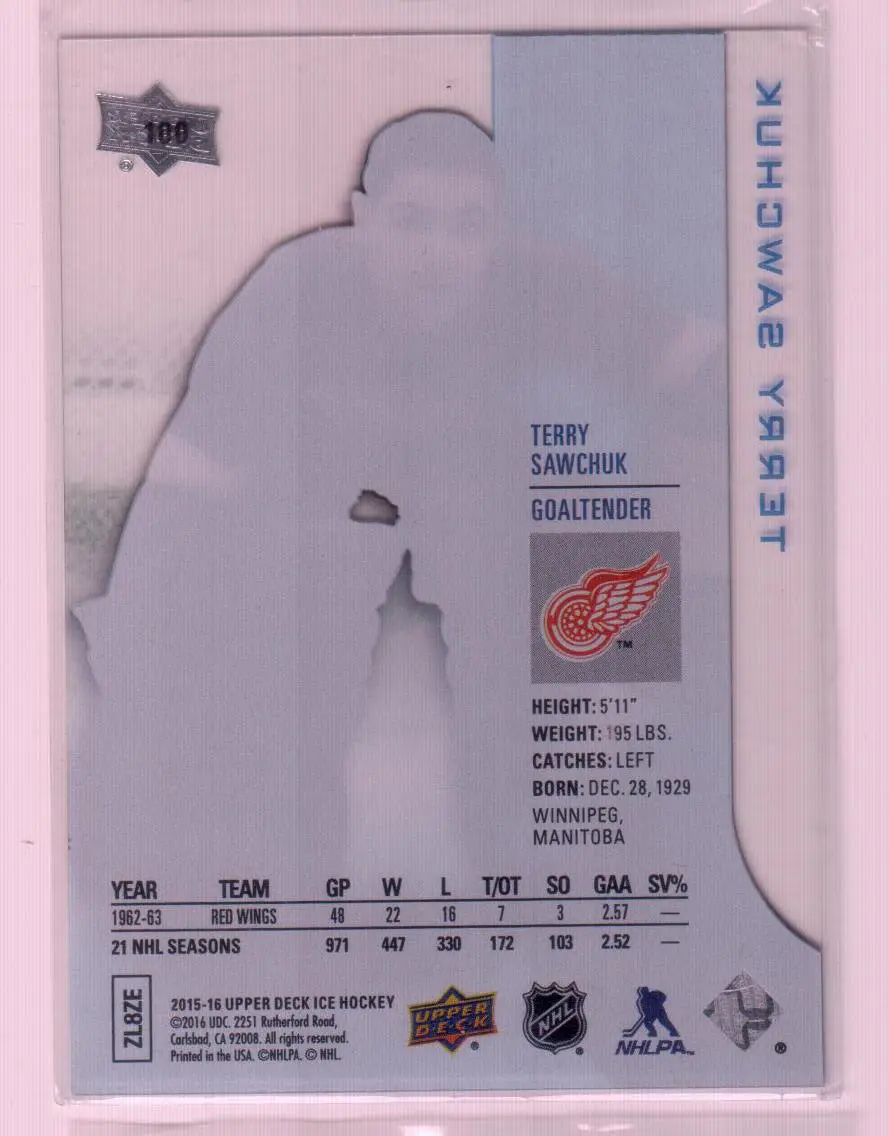 100
®
TERRY SAWCHUK
TERRY
SAWCHUK
GOALTENDER
TM
HEIGHT: 5'11"
WEIGHT: 195 LBS.
CATCHES: LEFT
BORN: DEC. 28, 1929
WINNIPEG,
MANITOBA
YEAR TEAM GP W L T/OT SO GAA SV%
1962-63 RED WINGS 48 22 16 7 3 2.57 —
21 NHL SEASONS 971 447 330 172 103 2.52 —
ZL8ZE
2015-16 UPPER DECK ICE HOCKEY
©2016 UDC. 2251 Rutherford Road,
Carlsbad, CA 92008. All rights reserved.
Printed in the USA. ©NHLPA. © NHL.
UPPER
DECK
®
NHL
®
NHLPA™
®